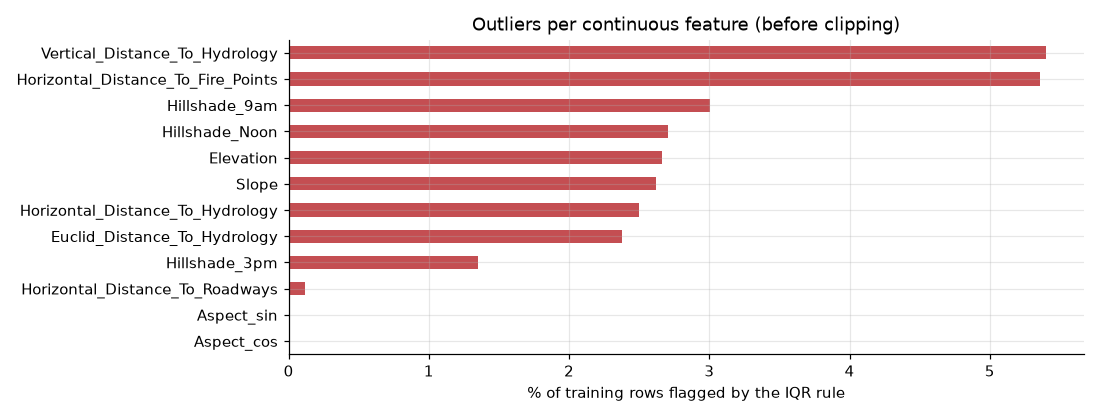 Outliers per continuous feature (before clipping)
Vertical_Distance_To_Hydrology
Horizontal_Distance_To_Fire_Points
Hillshade_9am
Hillshade_Noon
Elevation
Slope
Horizontal_Distance_To_Hydrology
Euclid_Distance_To_Hydrology
Hillshade_3pm
Horizontal_Distance_To_Roadways
Aspect_sin
Aspect_cos
0 1 2 3 4 5
% of training rows flagged by the IQR rule